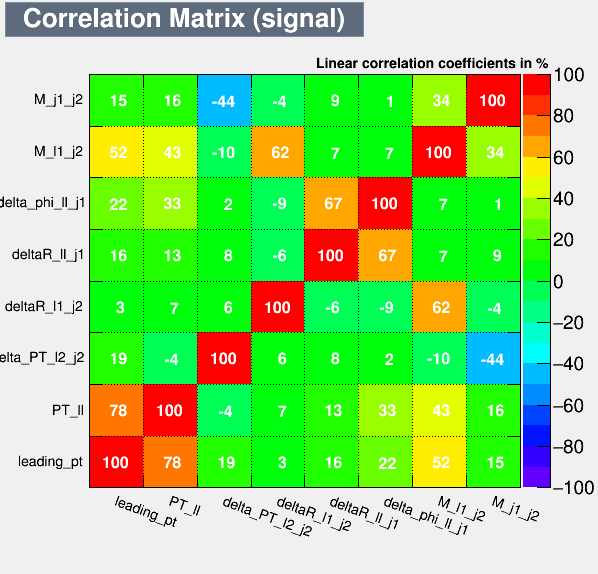 Correlation Matrix (signal)
Linear correlation coefficients in %
M_j1_j2 15 16 -44 -4 9 1 34 100
M_l1_j2 52 43 -10 62 7 7 100 34
delta_phi_ll_j1 22 33 2 -9 67 100 7 1
deltaR_ll_j1 16 13 8 -6 100 67 7 9
deltaR_l1_j2 3 7 6 100 -6 -9 62 -4
elta_PT_l2_j2 19 -4 100 6 8 2 -10 -44
PT_ll 78 100 -4 7 13 33 43 16
leading_pt 100 78 19 3 16 22 52 15
leading_pt PT_ll delta_PT_l2_j2 deltaR_l1_j2 deltaR_ll_j1 delta_phi_ll_j1 M_l1_j2 M_j1_j2
100
80
60
40
20
0
−20
−40
−60
−80
−100